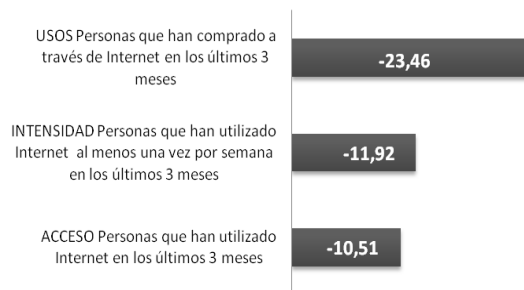 USOS Personas que han comprado a
través de Internet en los últimos 3
meses
-23,46
INTENSIDAD Personas que han utilizado
Internet al menos una vez por semana
en los últimos 3 meses
-11,92
ACCESO Personas que han utilizado
Internet en los últimos 3 meses
-10,51